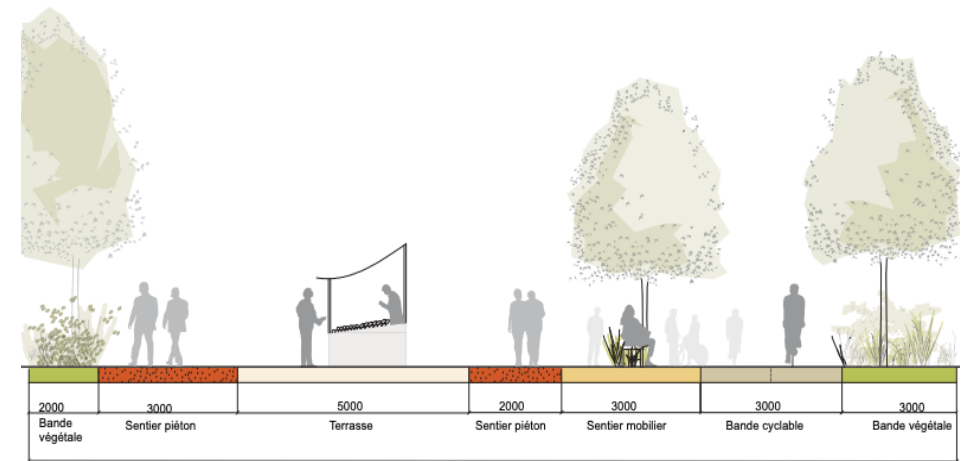 2000 3000 5000 2000 3000 3000 3000
Bande végétale
Sentier piéton
Terrasse
Sentier piéton
Sentier mobilier
Bande cyclable
Bande végétale